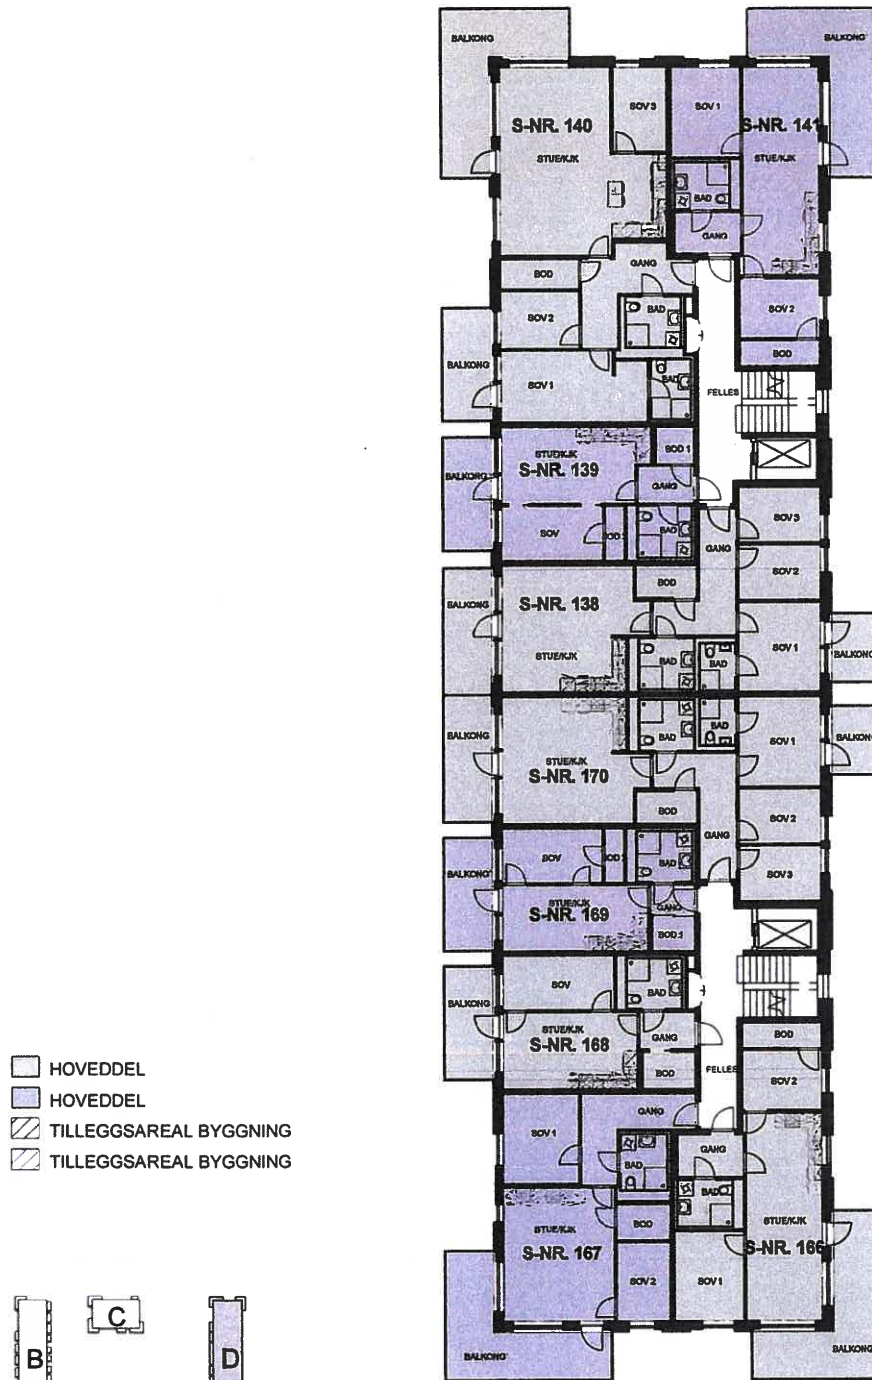 BALKONG
BALKONG
S-NR. 140
SOV 3
SOV 1
S-NR. 141
STUE/KJK
STUE/KJK
BAD
GANG
GANG
BOD
SOV 2
BAD
SOV 2
BOD
BALKONG
SOV 1
BAD
FELLES
STUE/KJK
S-NR. 139
BOD 1
BALKONG
GANG
SOV
BAD
SOV 3
GANG
BALKONG
S-NR. 138
BOD
SOV 2
STUE/KJK
BAD
BAD
SOV 1
BALKONG
BALKONG
STUE/KJK
S-NR. 170
BAD
BAD
SOV 1
BALKONG
BOD
GANG
SOV 2
BALKONG
SOV
BAD
SOV 3
STUE/KJK
S-NR. 169
GANG
BOD 2
BALKONG
SOV
BAD
STUE/KJK
S-NR. 168
GANG
BOD
BOD
FELLES
SOV 2
HOVEDDEL
HOVEDDEL
TILLEGGSAREAL BYGGNING
TILLEGGSAREAL BYGGNING
SOV 1
GANG
BAD
GANG
BAD
STUE/KJK
S-NR. 167
BOD
STUE/KJK
S-NR. 166
SOV 2
SOV 1
BALKONG
BALKONG
B
C
D